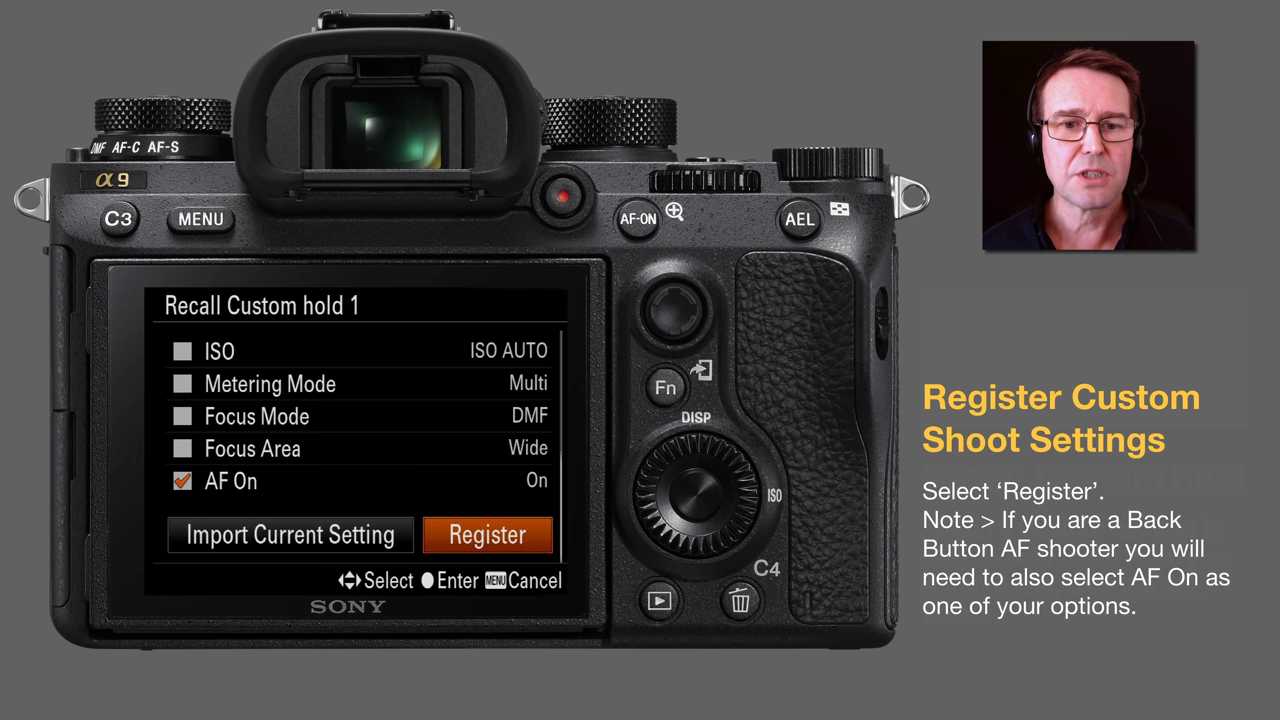 DMF AF-C AF-S
α9
C3
MENU
AF-ON
AEL
Recall Custom hold 1
ISO ISO AUTO
Metering Mode Multi
Focus Mode DMF
Focus Area Wide
AF On On
Import Current Setting Register
Select Enter MENU Cancel
SONY
Fn
DISP
ISO
C4
Register Custom
Shoot Settings
Select ‘Register’.
Note > If you are a Back
Button AF shooter you will
need to also select AF On as
one of your options.